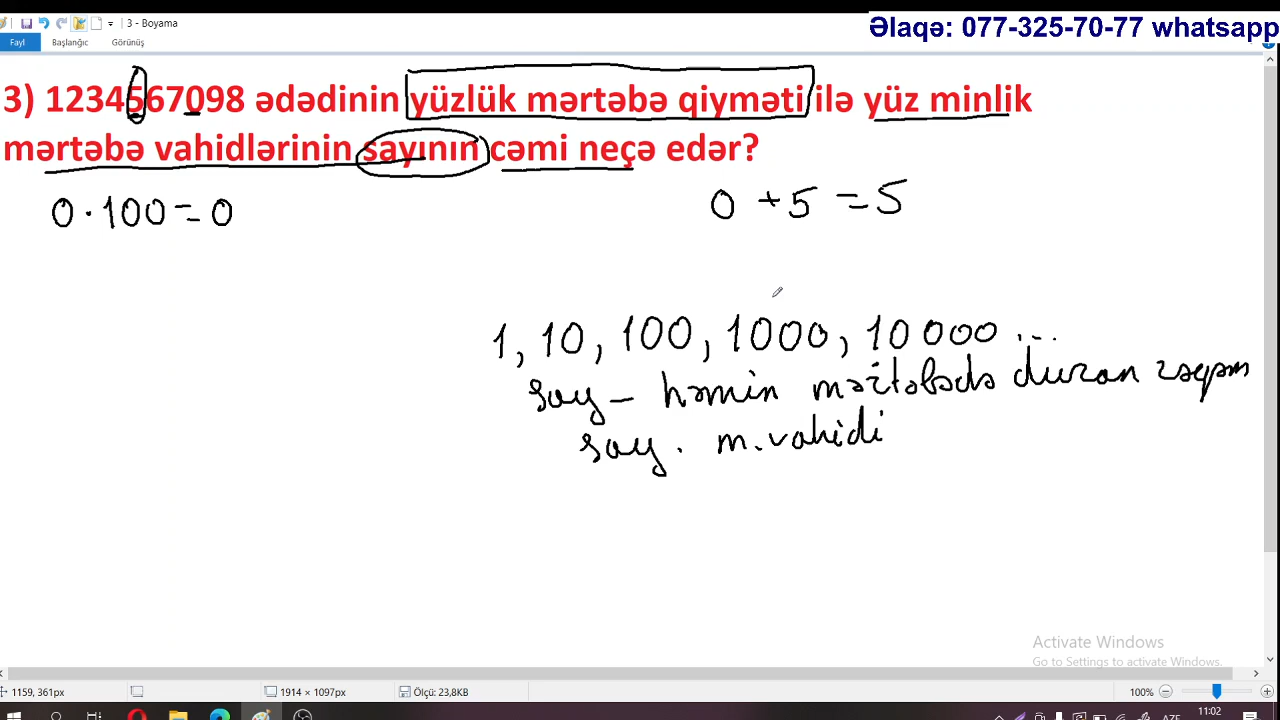 3 - Boyama
Əlaqə: 077-325-70-77 whatsapp
Fayl Başlanğıc Görünüş
3) 1234567098 ədədinin yüzlük mərtəbə qiyməti ilə yüz minlik
mərtəbə vahidlərinin sayının cəmi neçə edər?
0·100=0
0+5=5
1, 10, 100, 1000, 10 000 ...
say – həmin mərtəbədə duran rəqəm
say. m.vahidi
Activate Windows
Go to Settings to activate Windows.
1159, 361px 1914 × 1097px Ölçü: 23,8KB 100%
AZE 11:02